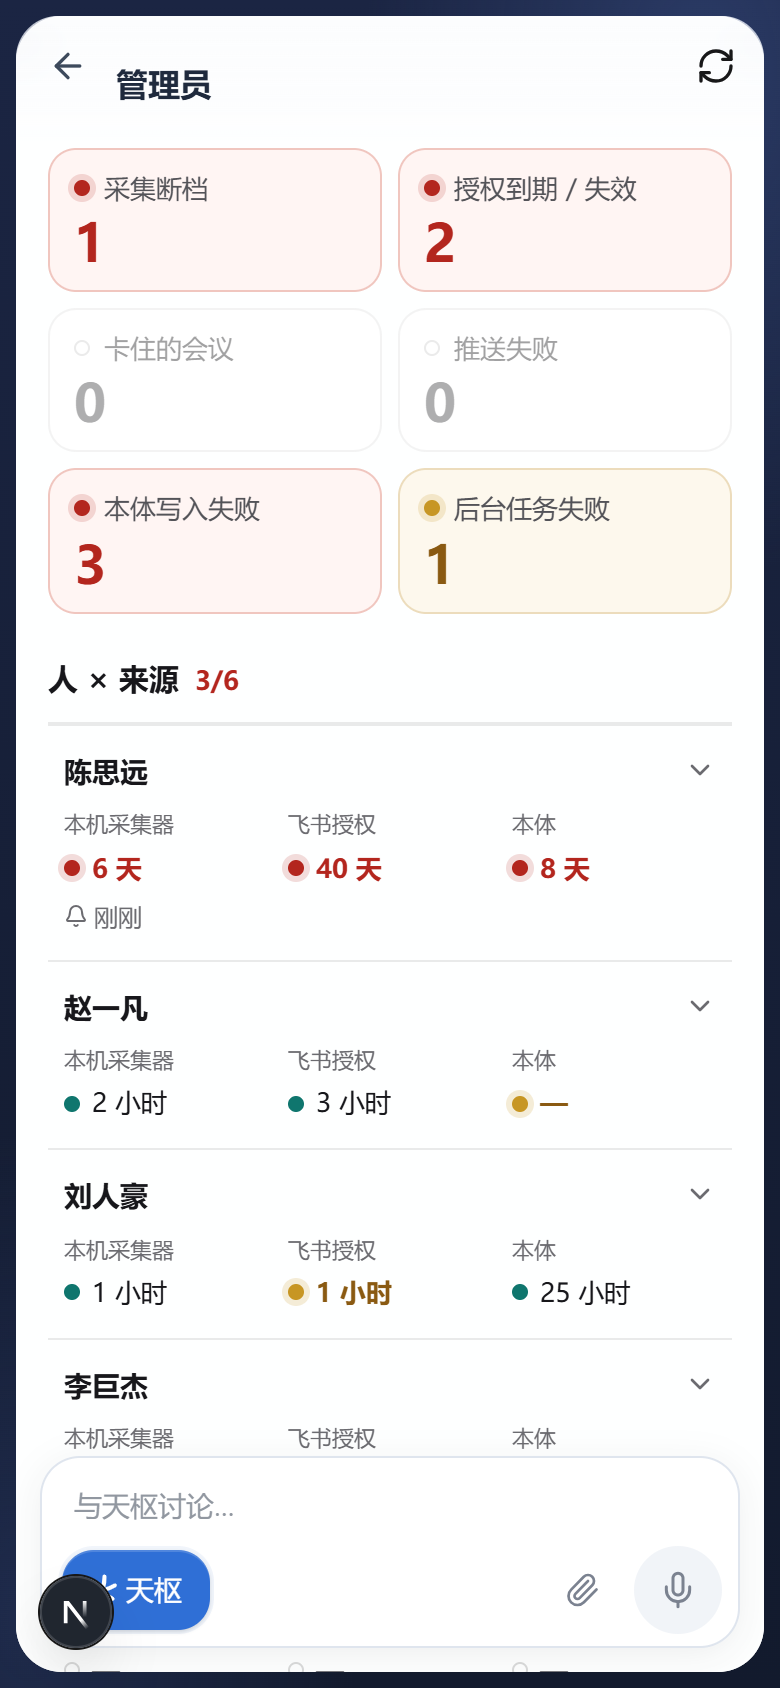 管理员
采集断档
1
授权到期 / 失效
2
卡住的会议
0
推送失败
0
本体写入失败
3
后台任务失败
1
人 × 来源 3/6
陈思远
本机采集器 飞书授权 本体
6 天 40 天 8 天
刚刚
赵一凡
本机采集器 飞书授权 本体
2 小时 3 小时 —
刘人豪
本机采集器 飞书授权 本体
1 小时 1 小时 25 小时
李巨杰
本机采集器 飞书授权 本体
与天枢讨论...
天枢
N